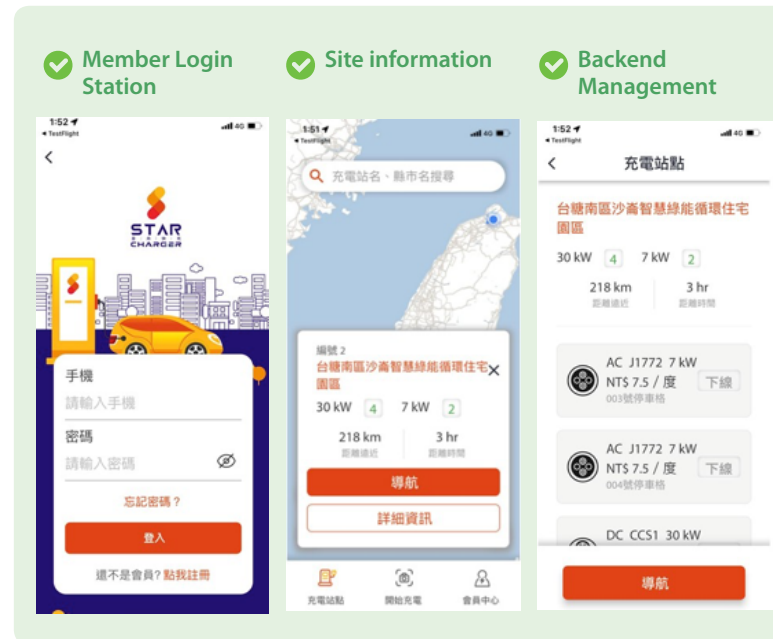 Member Login
Station
Site information
Backend
Management
1:52
◀ TestFlight
4G
STAR
CHARGER
手機
請輸入手機
密碼
請輸入密碼
忘記密碼？
登入
還不是會員? 點我註冊
1:51
◀ TestFlight
4G
充電站名、縣市名搜尋
編號 2
台糖南區沙崙智慧綠能循環住宅
園區
30 kW 4 7 kW 2
218 km 3 hr
距離遠近 距離時間
導航
詳細資訊
充電站點 開始充電 會員中心
1:52
◀ TestFlight
4G
充電站點
台糖南區沙崙智慧綠能循環住宅
園區
30 kW 4 7 kW 2
218 km 3 hr
距離遠近 距離時間
AC J1772 7 kW
NT$ 7.5 / 度 下線
003號停車格
AC J1772 7 kW
NT$ 7.5 / 度 下線
004號停車格
DC CCS1 30 kW
導航